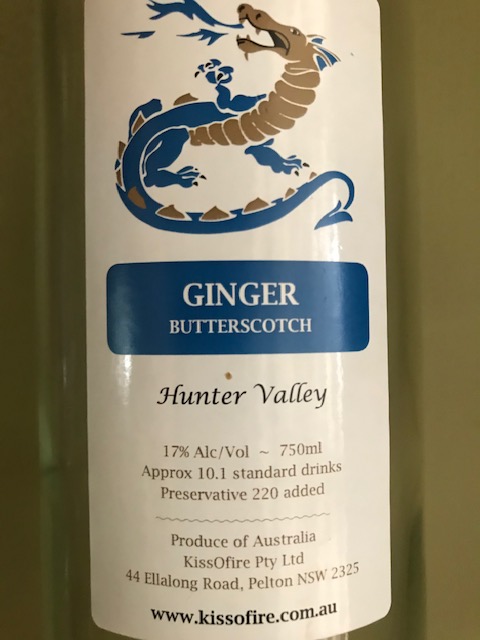 GINGER
BUTTERSCOTCH
Hunter Valley
17% Alc/Vol ~ 750ml
Approx 10.1 standard drinks
Preservative 220 added
Produce of Australia
KissOfire Pty Ltd
44 Ellalong Road, Pelton NSW 2325
www.kissofire.com.au